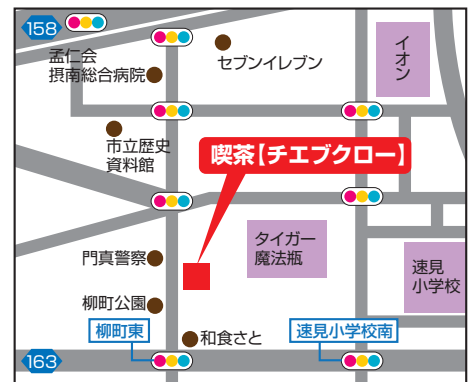 158
孟仁会
摂南総合病院
セブンイレブン
イオン
市立歴史
資料館
喫茶【チエブクロー】
門真警察
タイガー
魔法瓶
速見
小学校
柳町公園
柳町東
和食さと
速見小学校南
163